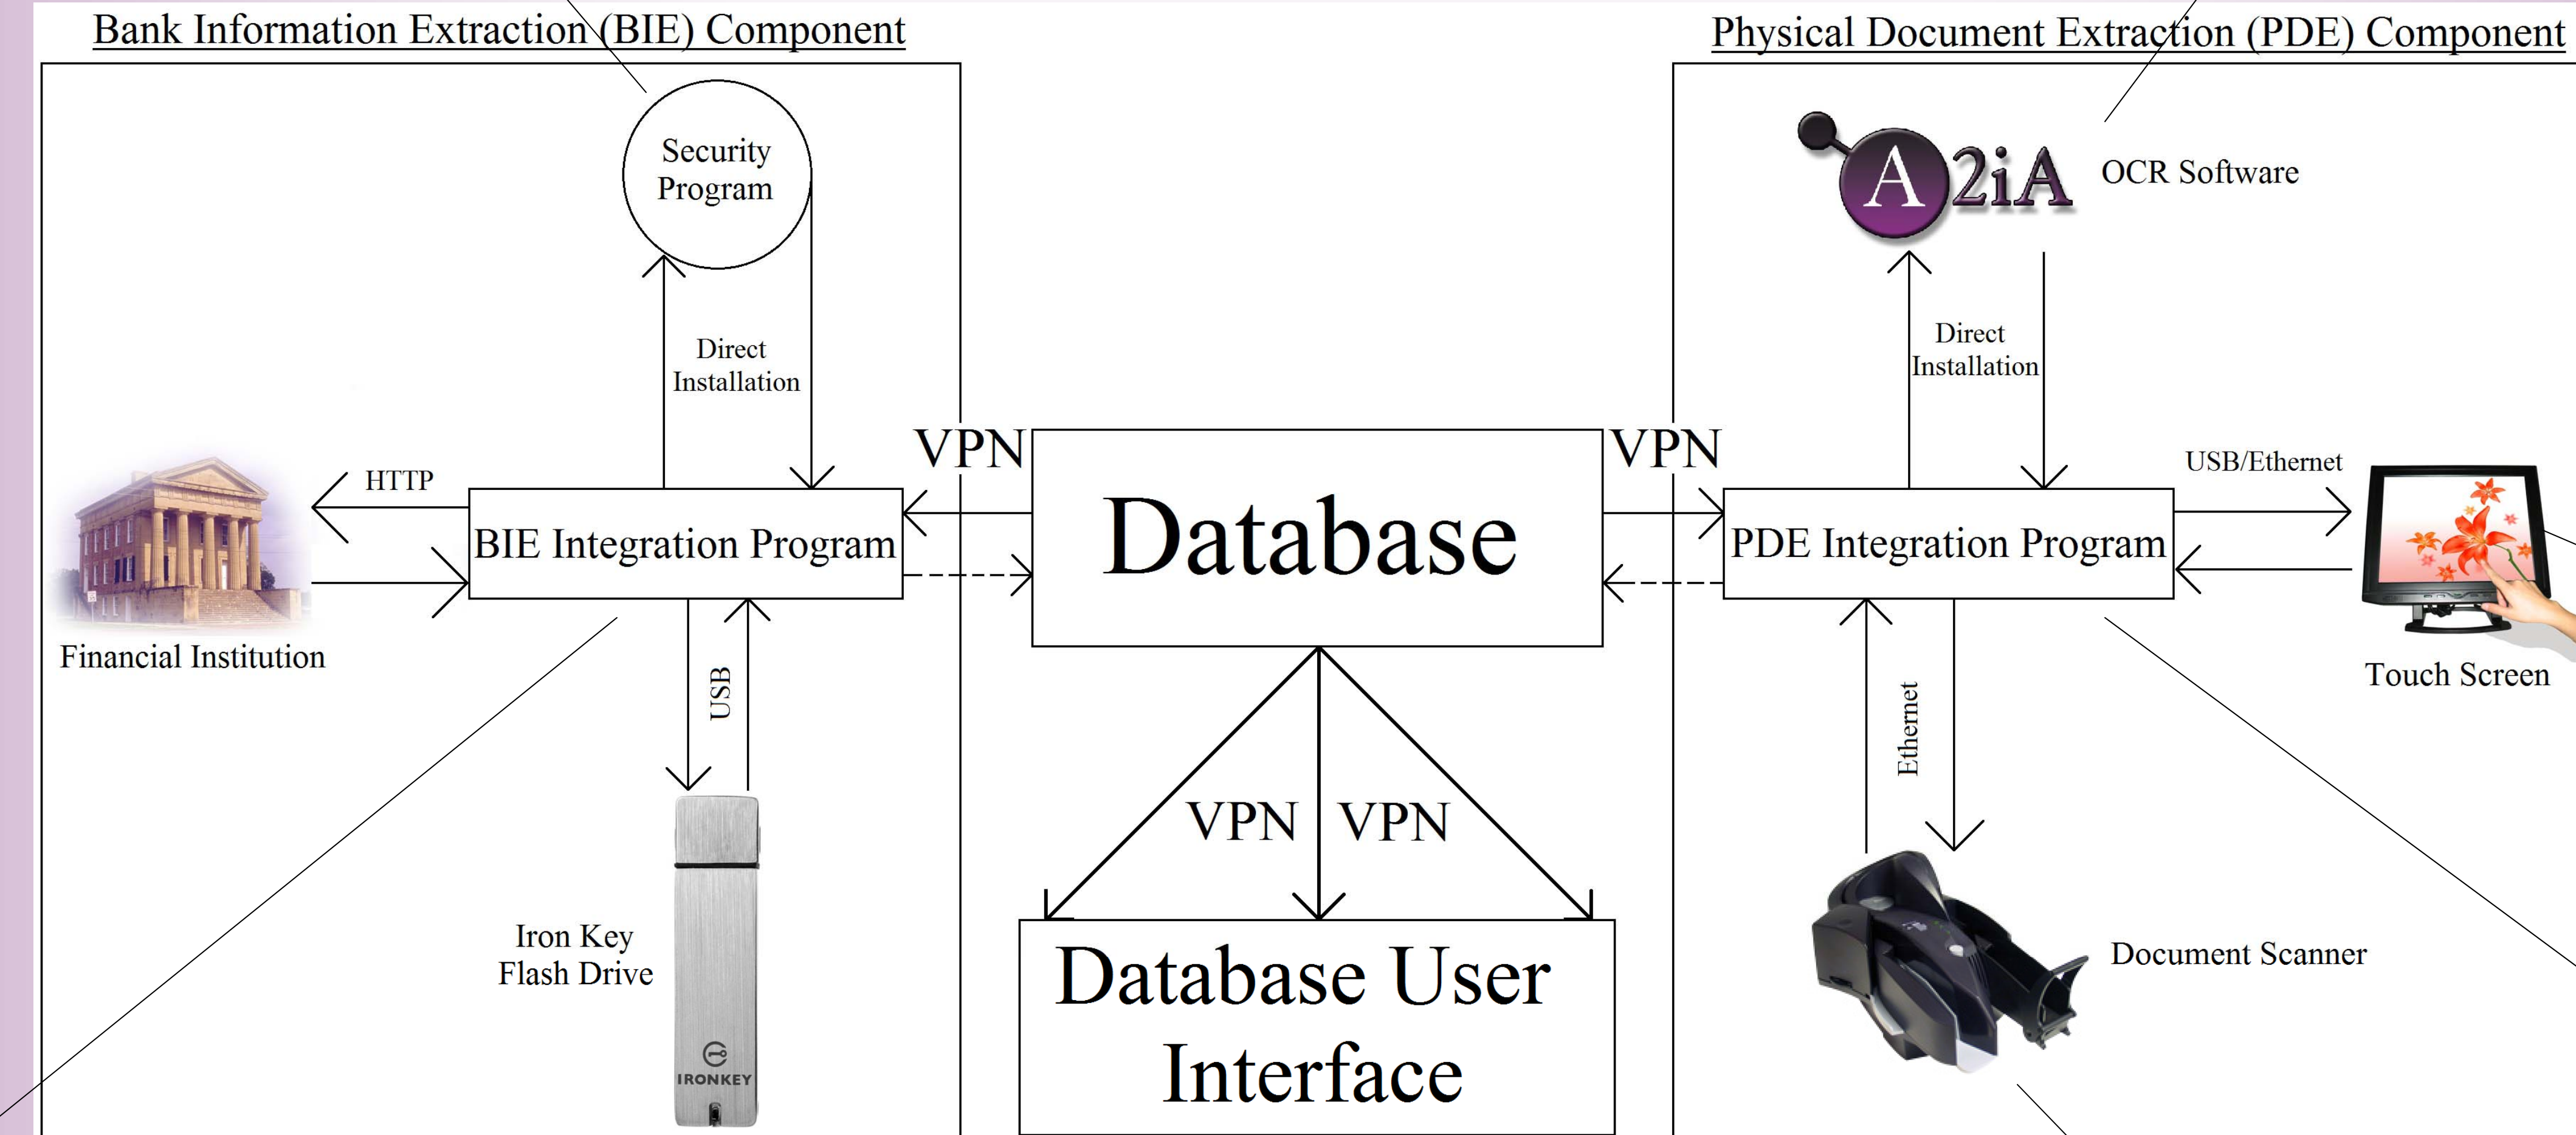 Bank Information Extraction (BIE) Component
Physical Document Extraction (PDE) Component
Security
Program
A2iA
OCR Software
Direct
Installation
Direct
Installation
VPN
VPN
HTTP
USB/Ethernet
BIE Integration Program
Database
PDE Integration Program
Financial Institution
Touch Screen
USB
Ethernet
VPN
VPN
Iron Key
Flash Drive
IRONKEY
Database User
Interface
Document Scanner